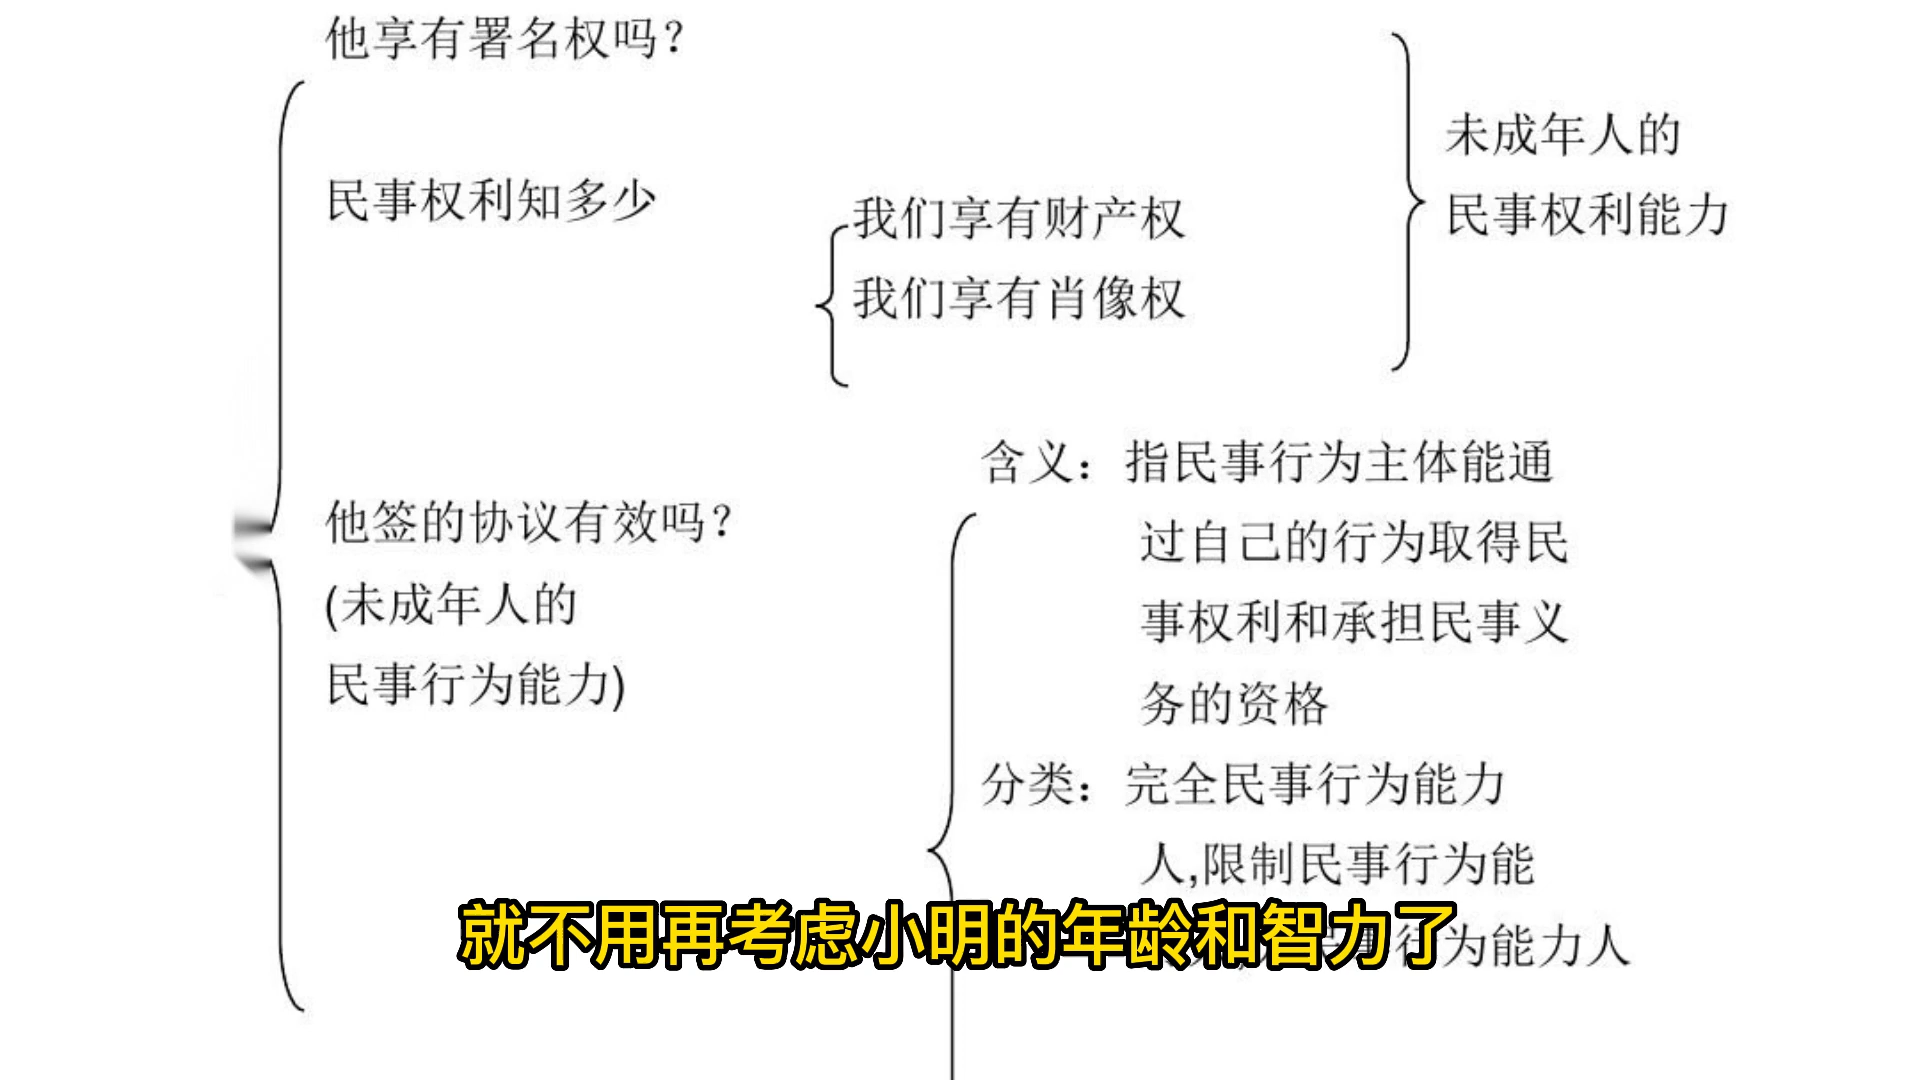 他享有署名权吗?
民事权利知多少
我们享有财产权
我们享有肖像权
未成年人的
民事权利能力
他签的协议有效吗?
(未成年人的
民事行为能力)
含义：指民事行为主体能通
过自己的行为取得民
事权利和承担民事义
务的资格
分类：完全民事行为能力
人,限制民事行为能
行为能力人
就不用再考虑小明的年龄和智力了